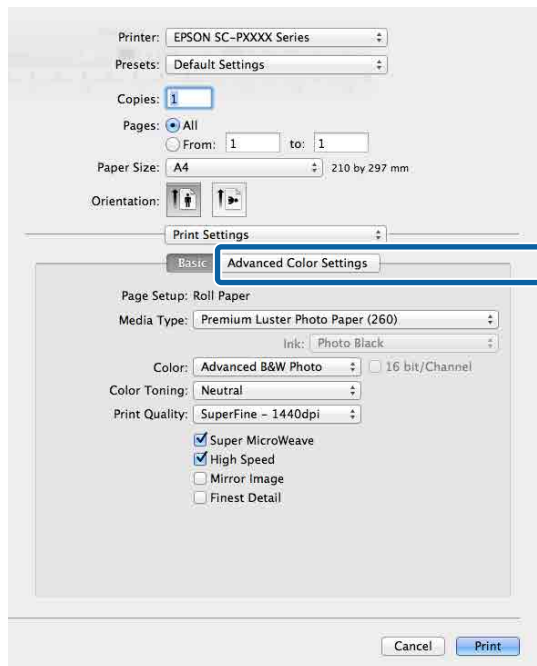 Printer: EPSON SC-PXXXX Series
Presets: Default Settings
Copies: 1
Pages: All
From: 1 to: 1
Paper Size: A4 210 by 297 mm
Orientation:
Print Settings
Basic Advanced Color Settings
Page Setup: Roll Paper
Media Type: Premium Luster Photo Paper (260)
Ink: Photo Black
Color: Advanced B&W Photo 16 bit/Channel
Color Toning: Neutral
Print Quality: SuperFine – 1440dpi
Super MicroWeave
High Speed
Mirror Image
Finest Detail
Cancel Print